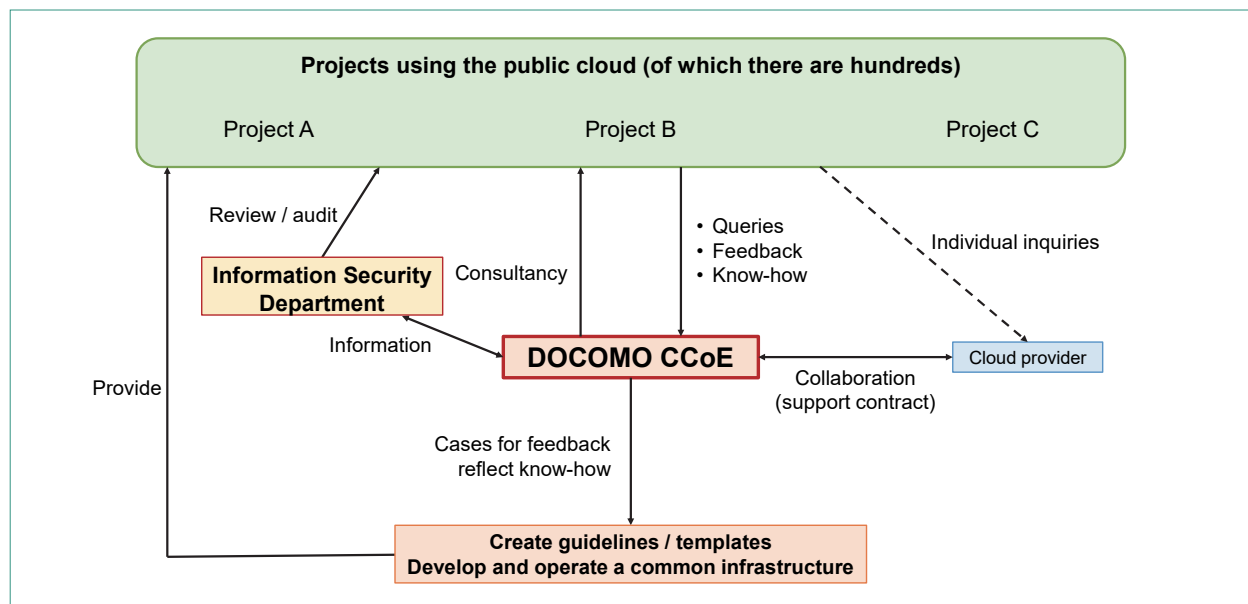 Projects using the public cloud (of which there are hundreds)
Project A
Project B
Project C
Review / audit
• Queries
• Feedback
• Know-how
Individual inquiries
Information Security
Department
Consultancy
Information
DOCOMO CCoE
Cloud provider
Collaboration
(support contract)
Provide
Cases for feedback
reflect know-how
Create guidelines / templates
Develop and operate a common infrastructure